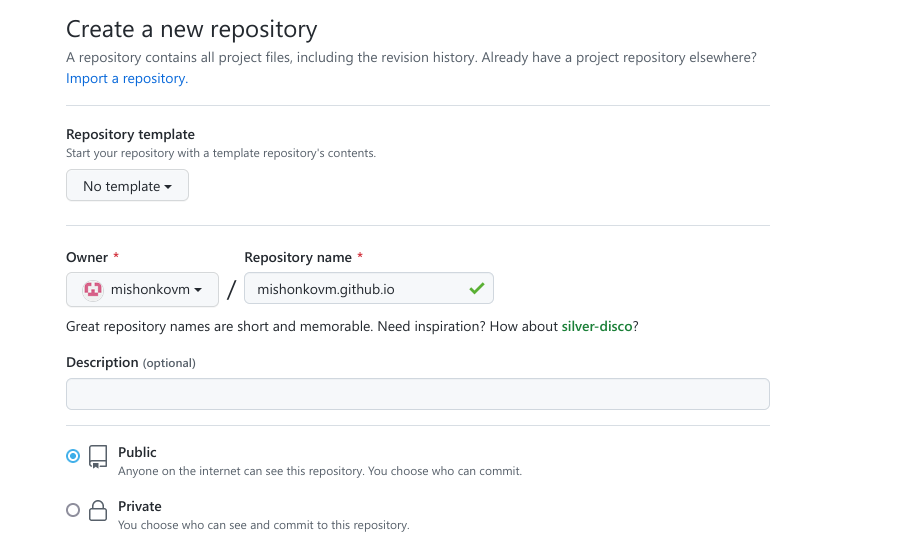 Create a new repository
A repository contains all project files, including the revision history. Already have a project repository elsewhere?
Import a repository.
Repository template
Start your repository with a template repository's contents.
No template
Owner *
Repository name *
mishonkovm
/
mishonkovm.github.io
Great repository names are short and memorable. Need inspiration? How about silver-disco?
Description (optional)
Public
Anyone on the internet can see this repository. You choose who can commit.
Private
You choose who can see and commit to this repository.